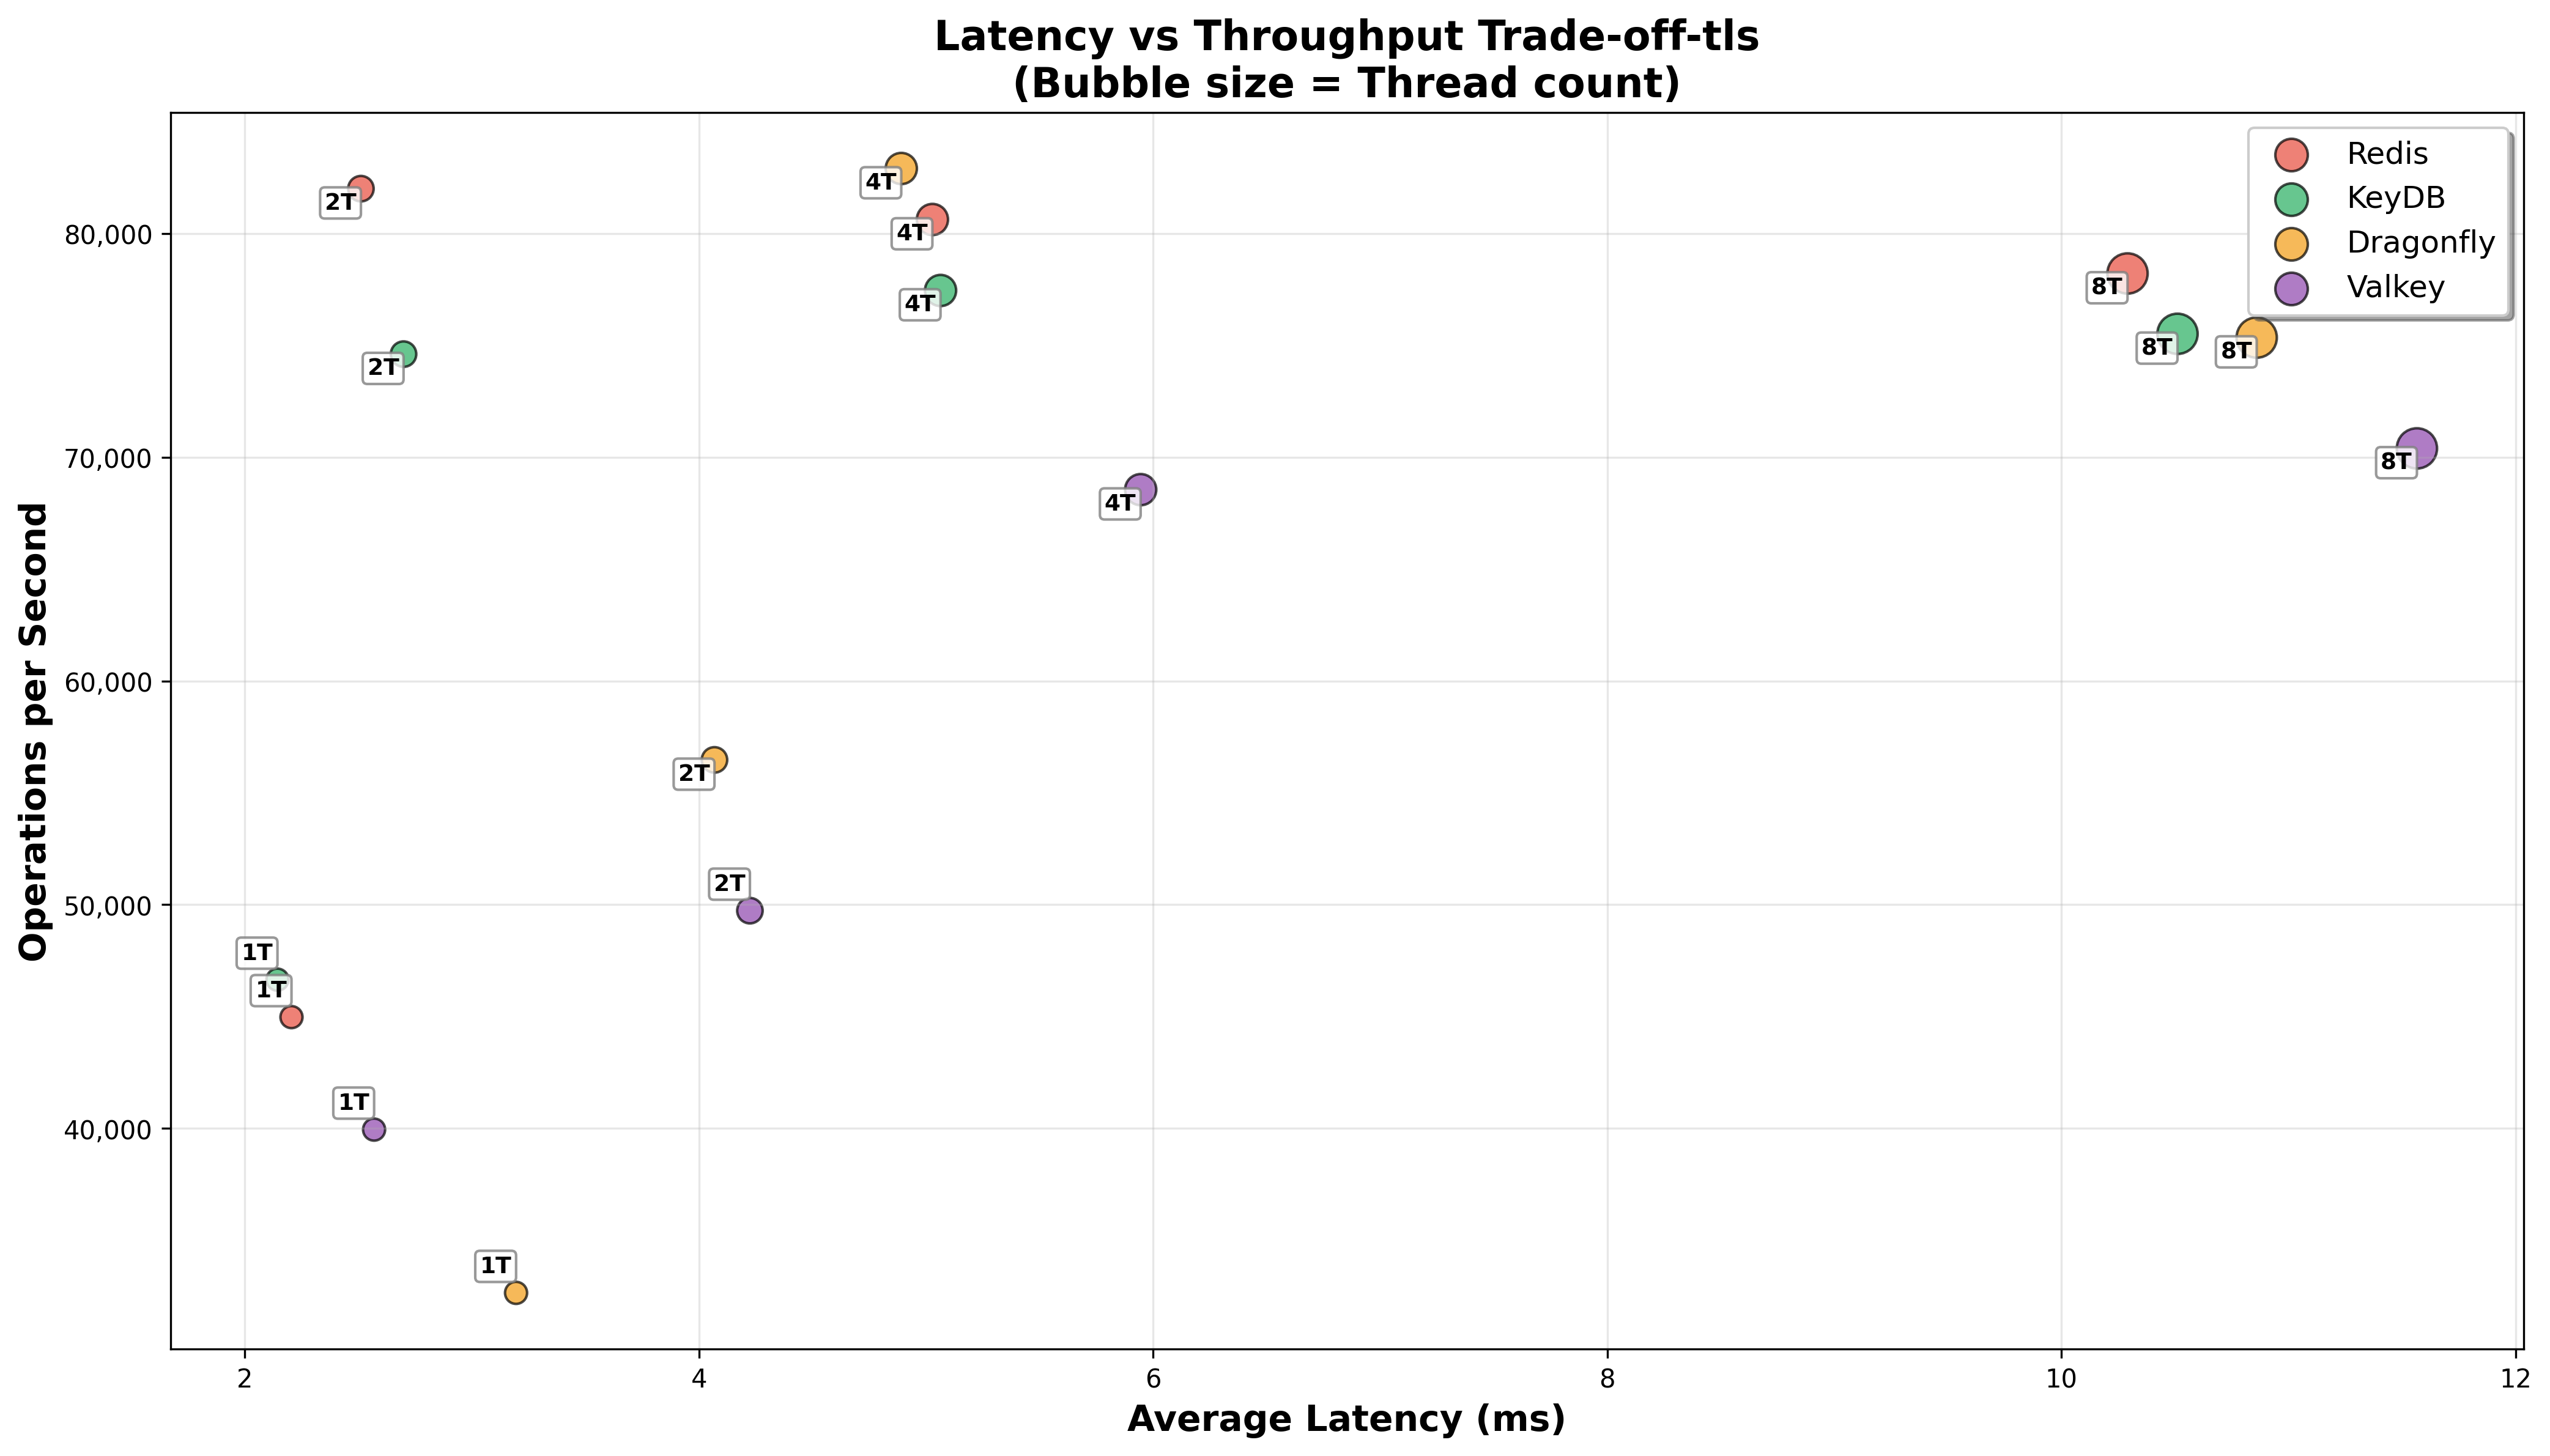 Latency vs Throughput Trade-off-tls
(Bubble size = Thread count)
Redis
KeyDB
Dragonfly
Valkey
Operations per Second
80,000
70,000
60,000
50,000
40,000
2T
4T
4T
4T
8T
2T
8T
8T
8T
4T
2T
2T
1T
1T
1T
1T
2
4
6
8
10
12
Average Latency (ms)